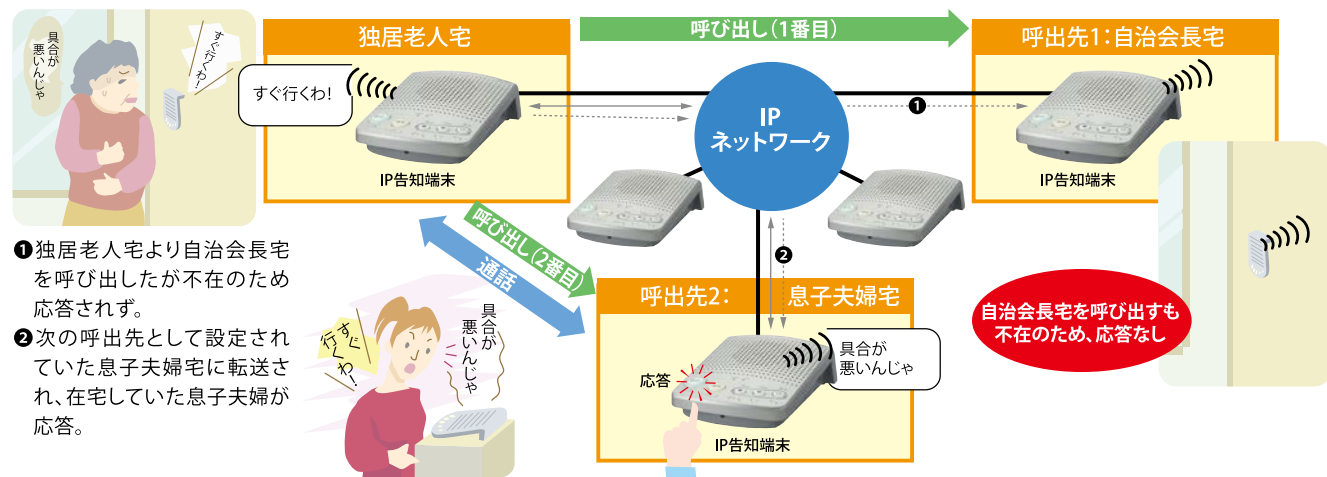 具合が
悪いんじゃ
すぐ行くわ!
独居老人宅
すぐ行くわ!
IP告知端末
呼び出し(1番目)
IP
ネットワーク
❶
呼出先1:自治会長宅
IP告知端末
❶独居老人宅より自治会長宅
を呼び出したが不在のため
応答されず。
❷次の呼出先として設定され
ていた息子夫婦宅に転送さ
れ、在宅していた息子夫婦が
応答。
呼び出し(2番目)
通話
すぐ
行くわ!
具合が
悪いんじゃ
❷
呼出先2: 息子夫婦宅
応答
具合が
悪いんじゃ
IP告知端末
自治会長宅を呼び出すも
不在のため、応答なし